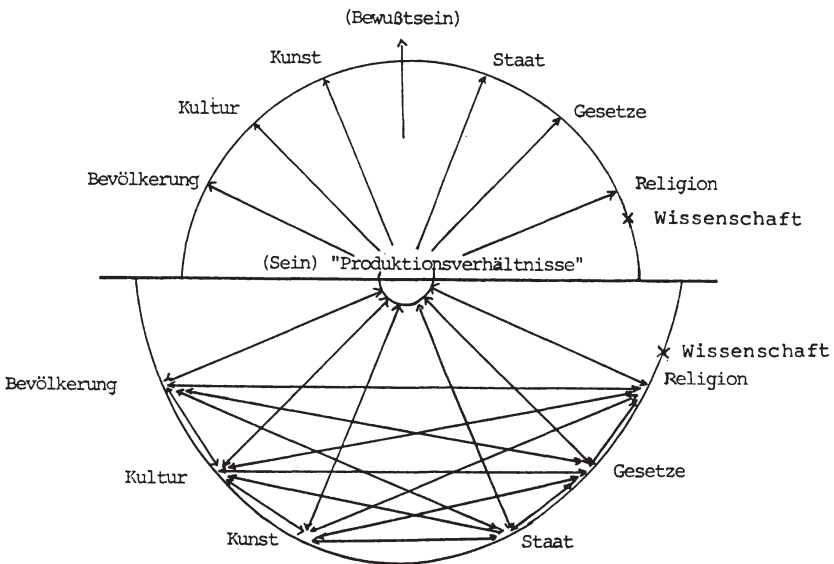 (Bewußtsein)
Kunst
Staat
Kultur
Gesetze
Bevölkerung
Religion
Wissenschaft
(Sein) "Produktionsverhältnisse"
Wissenschaft
Bevölkerung
Religion
Kultur
Gesetze
Kunst
Staat